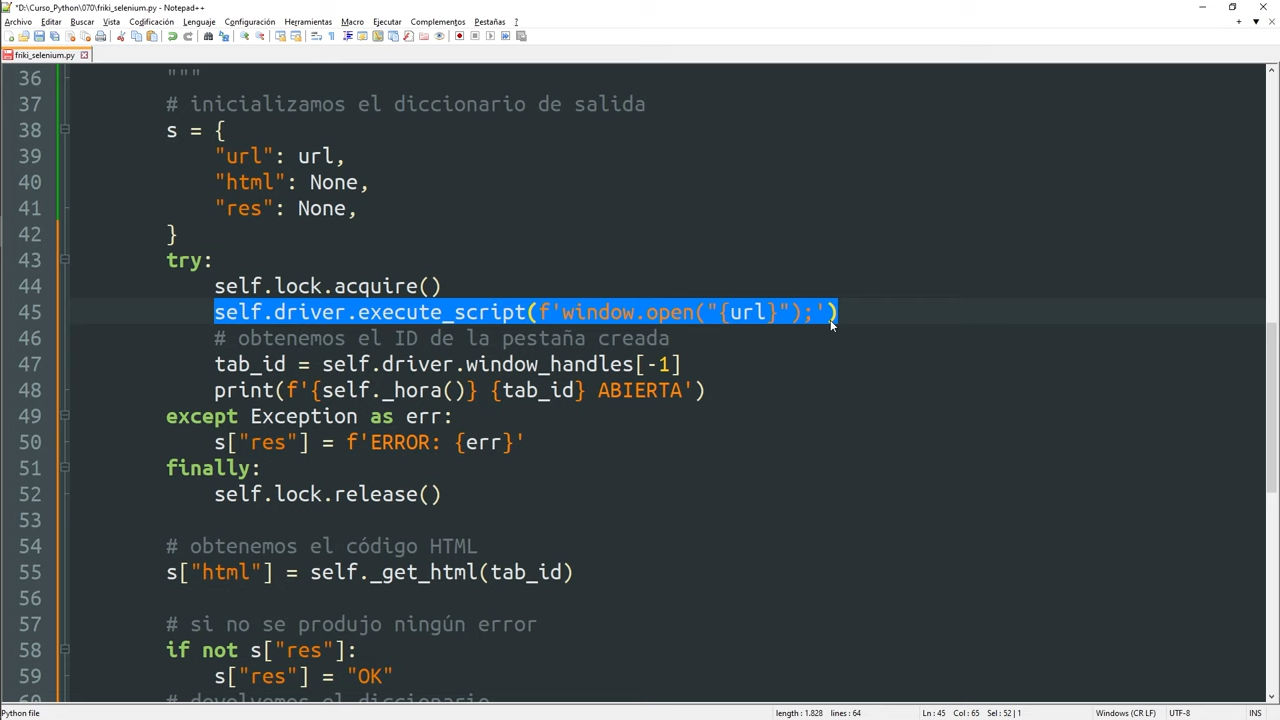 *D:\Curso_Python\070\friki_selenium.py - Notepad++
Archivo Editar Buscar Vista Codificación Lenguaje Configuración Herramientas Macro Ejecutar Complementos Pestañas ?
friki_selenium.py
36 """
37 # inicializamos el diccionario de salida
38 s = {
39 "url": url,
40 "html": None,
41 "res": None,
42 }
43 try:
44 self.lock.acquire()
45 self.driver.execute_script(f'window.open("{url}");')
46 # obtenemos el ID de la pestaña creada
47 tab_id = self.driver.window_handles[-1]
48 print(f'{self._hora()} {tab_id} ABIERTA')
49 except Exception as err:
50 s["res"] = f'ERROR: {err}'
51 finally:
52 self.lock.release()
53
54 # obtenemos el código HTML
55 s["html"] = self._get_html(tab_id)
56
57 # si no se produjo ningún error
58 if not s["res"]:
59 s["res"] = "OK"
60 # devolvemos el diccionario
Python file length : 1.828 lines : 64 Ln : 45 Col : 65 Sel : 52 | 1 Windows (CR LF) UTF-8 INS